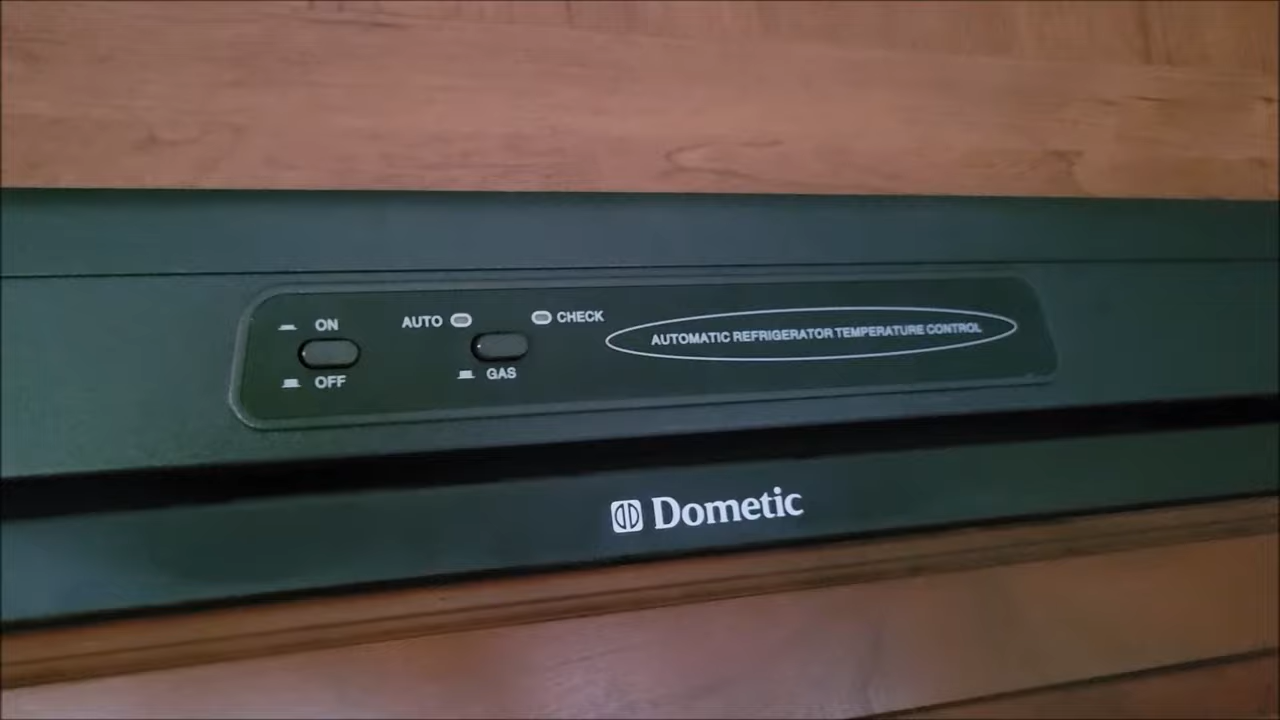 ON
OFF
AUTO
CHECK
GAS
AUTOMATIC REFRIGERATOR TEMPERATURE CONTROL
Dometic